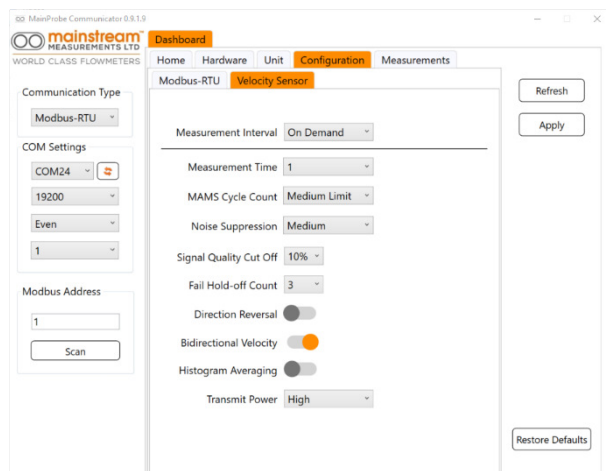 MainProbe Communicator 0.9.1.9
mainstream™
MEASUREMENTS LTD
WORLD CLASS FLOWMETERS
Dashboard
Home Hardware Unit Configuration Measurements
Modbus-RTU Velocity Sensor
Communication Type
Modbus-RTU
COM Settings
COM24
19200
Even
1
Modbus Address
1
Scan
Measurement Interval On Demand
Measurement Time 1
MAMS Cycle Count Medium Limit
Noise Suppression Medium
Signal Quality Cut Off 10%
Fail Hold-off Count 3
Direction Reversal
Bidirectional Velocity
Histogram Averaging
Transmit Power High
Refresh
Apply
Restore Defaults